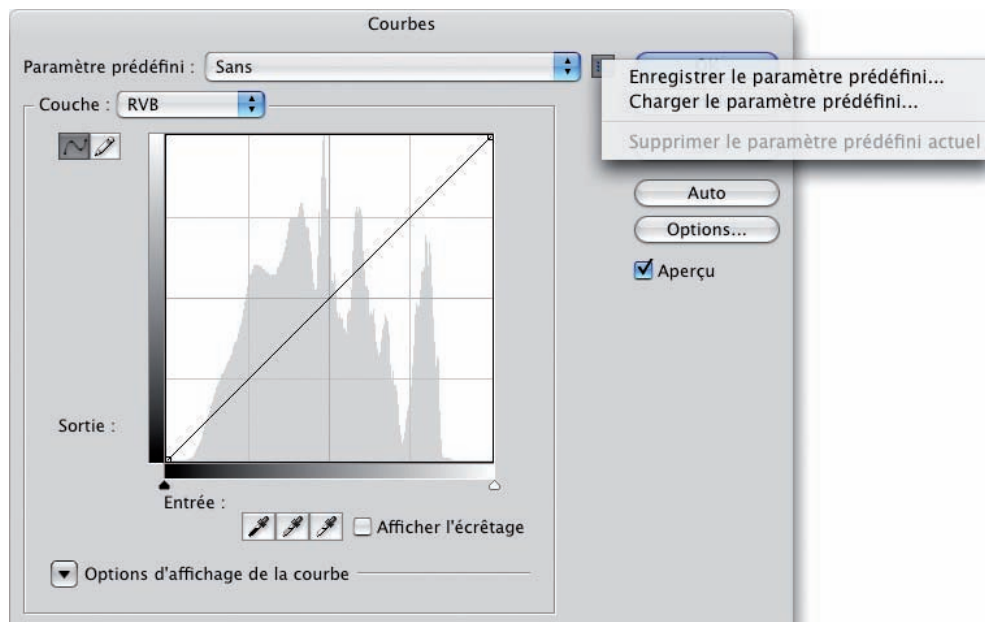 Courbes
Paramètre prédéfini : Sans
Enregistrer le paramètre prédéfini...
Charger le paramètre prédéfini...
Supprimer le paramètre prédéfini actuel
Couche : RVB
Auto
Options...
Aperçu
Sortie :
Entrée :
Afficher l'écrêtage
Options d'affichage de la courbe